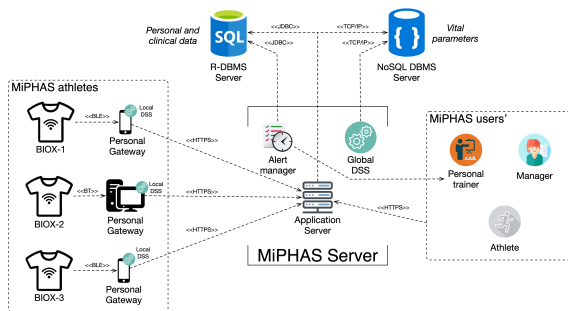 Personal and
clinical data
SQL
R-DBMS
Server
<<JDBC>>
<<JDBC>>
<<TCP/IP>>
<<TCP/IP>>
{ }
NoSQL DBMS
Server
Vital
parameters
MiPHAS athletes
BIOX-1
<<BLE>>
Local
DSS
Personal
Gateway
<<HTTPS>>
BIOX-2
<<BT>>
Local
DSS
Personal
Gateway
<<HTTPS>>
BIOX-3
<<BLE>>
Local
DSS
Personal
Gateway
<<HTTPS>>
Alert
manager
Global
DSS
Application
Server
MiPHAS Server
<<HTTPS>>
MiPHAS users'
Personal
trainer
Manager
Athlete